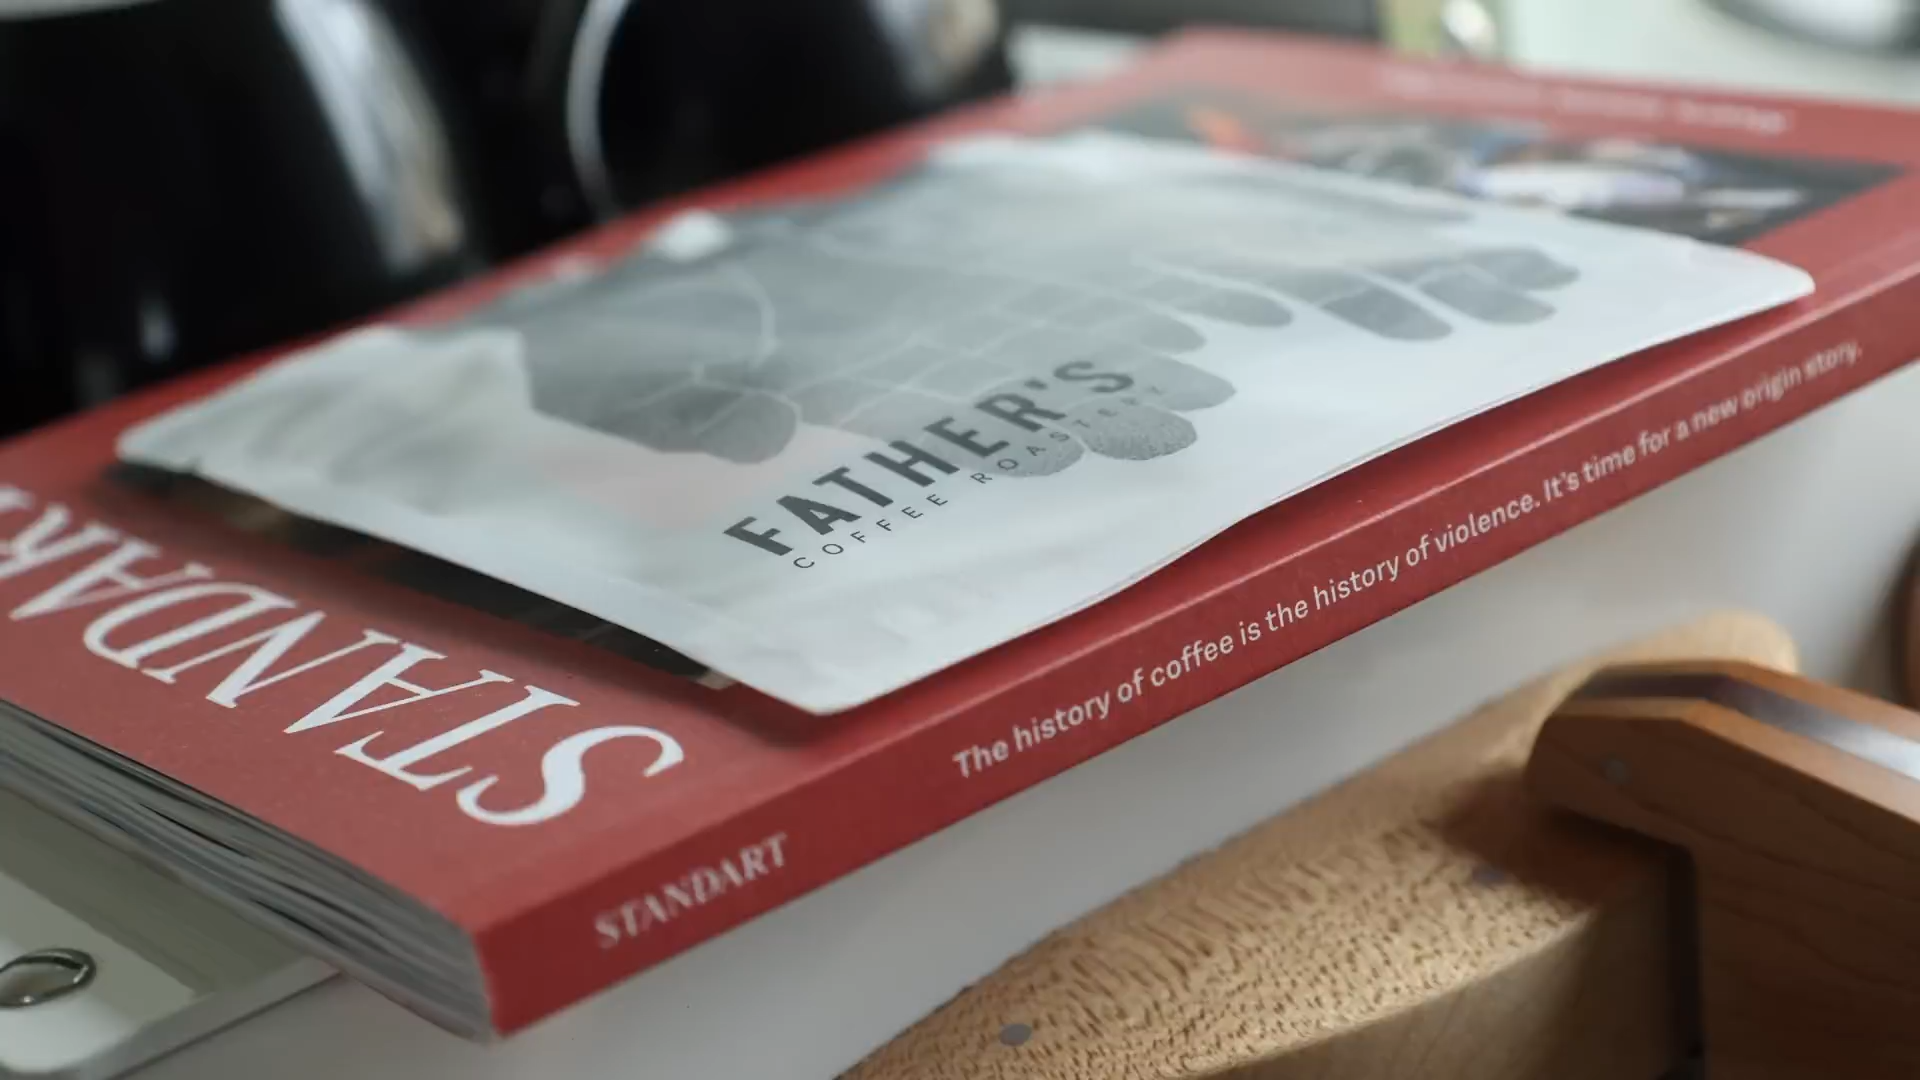 FATHER'S
COFFEE ROASTERY
STANDART
STANDART
The history of coffee is the history of violence. It's time for a new origin story.